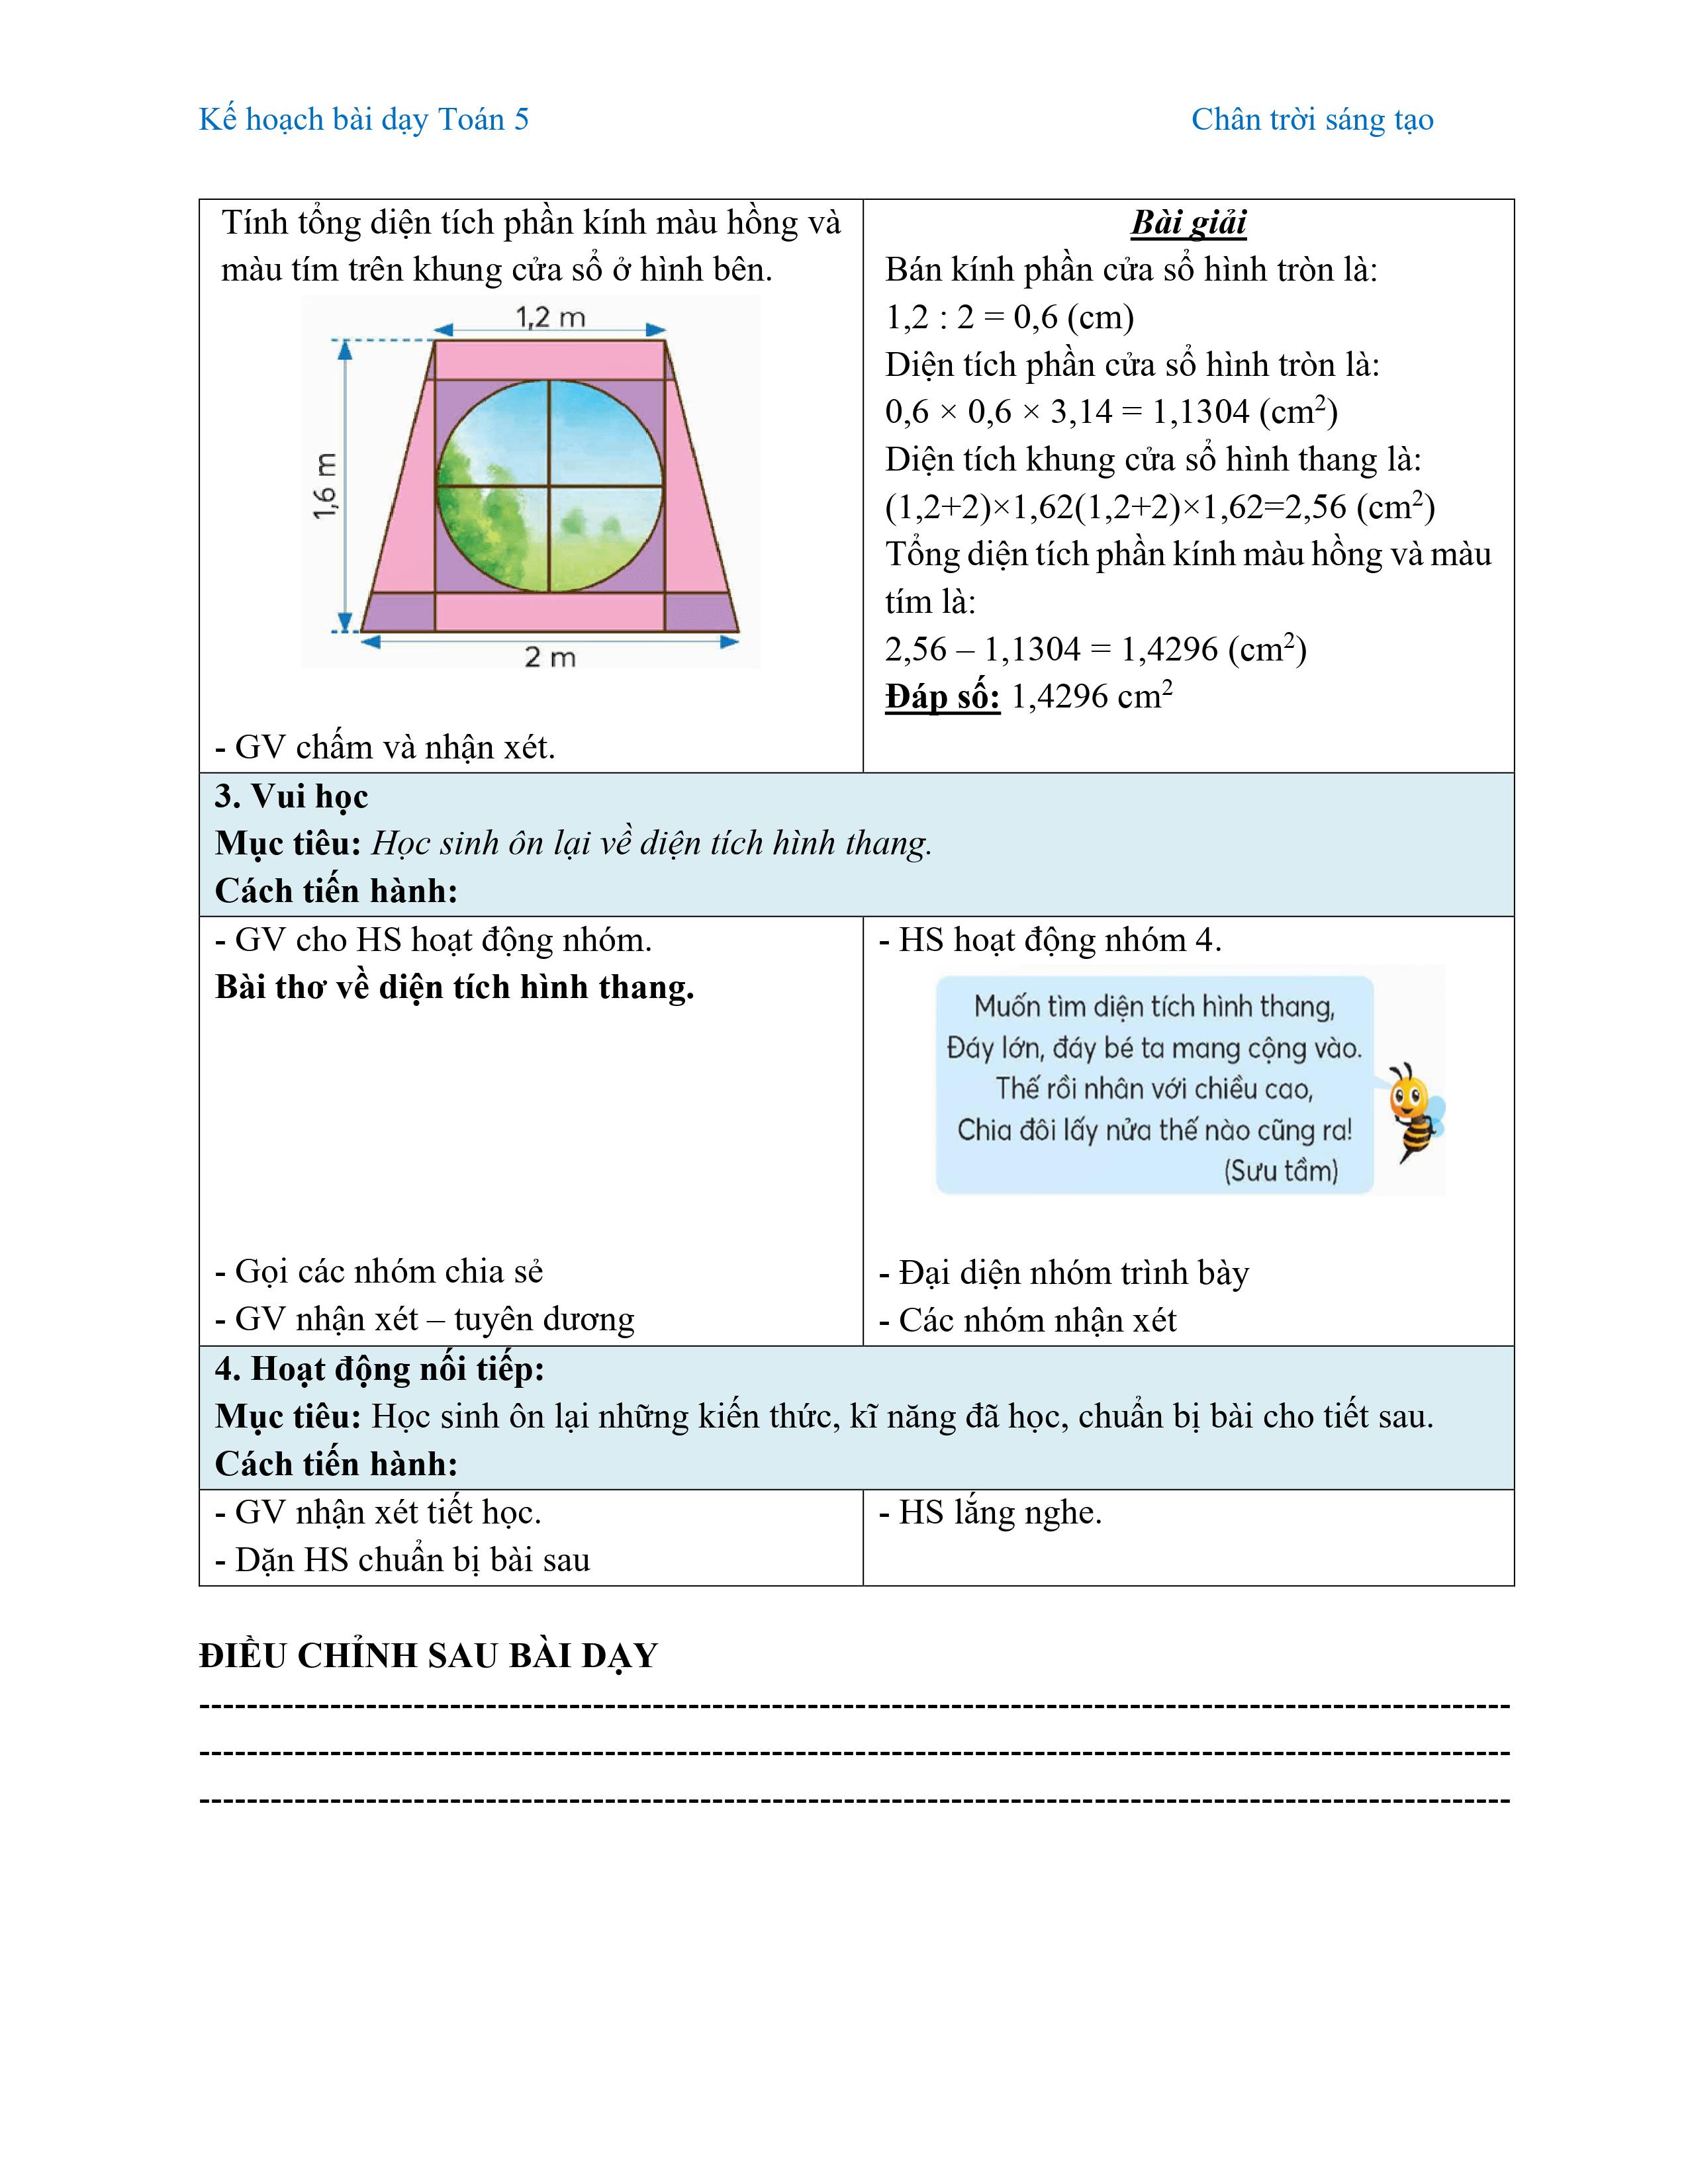 Kế hoạch bài dạy Toán 5
Chân trời sáng tạo
Tính tổng diện tích phần kính màu hồng và
màu tím trên khung cửa sổ ở hình bên.
1,2 m
1,6 m
2 m
- GV chấm và nhận xét.
Bài giải
Bán kính phần cửa sổ hình tròn là:
1,2 : 2 = 0,6 (cm)
Diện tích phần cửa sổ hình tròn là:
0,6 × 0,6 × 3,14 = 1,1304 (cm²)
Diện tích khung cửa sổ hình thang là:
(1,2+2)×1,62(1,2+2)×1,62=2,56 (cm²)
Tổng diện tích phần kính màu hồng và màu
tím là:
2,56 – 1,1304 = 1,4296 (cm²)
Đáp số: 1,4296 cm²
3. Vui học
Mục tiêu: Học sinh ôn lại về diện tích hình thang.
Cách tiến hành:
- GV cho HS hoạt động nhóm.
Bài thơ về diện tích hình thang.
- Gọi các nhóm chia sẻ
- GV nhận xét – tuyên dương
- HS hoạt động nhóm 4.
Muốn tìm diện tích hình thang,
Đáy lớn, đáy bé ta mang cộng vào.
Thế rồi nhân với chiều cao,
Chia đôi lấy nửa thế nào cũng ra!
(Sưu tầm)
- Đại diện nhóm trình bày
- Các nhóm nhận xét
4. Hoạt động nối tiếp:
Mục tiêu: Học sinh ôn lại những kiến thức, kĩ năng đã học, chuẩn bị bài cho tiết sau.
Cách tiến hành:
- GV nhận xét tiết học.
- Dặn HS chuẩn bị bài sau
- HS lắng nghe.
ĐIỀU CHỈNH SAU BÀI DẠY